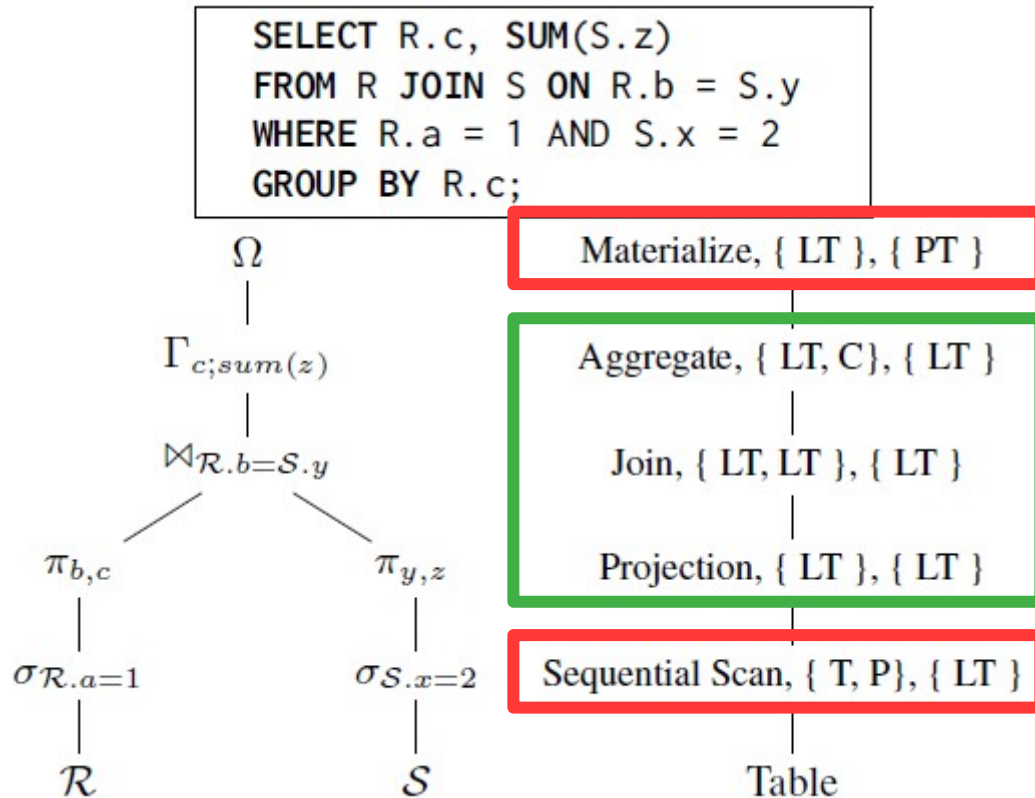 SELECT R.c, SUM(S.z)
FROM R JOIN S ON R.b = S.y
WHERE R.a = 1 AND S.x = 2
GROUP BY R.c;
Ω
Γc;sum(z)
⋈R.b=S.y
πb,c πy,z
σR.a=1 σS.x=2
R S
Materialize, { LT }, { PT }
Aggregate, { LT, C}, { LT }
Join, { LT, LT }, { LT }
Projection, { LT }, { LT }
Sequential Scan, { T, P}, { LT }
Table